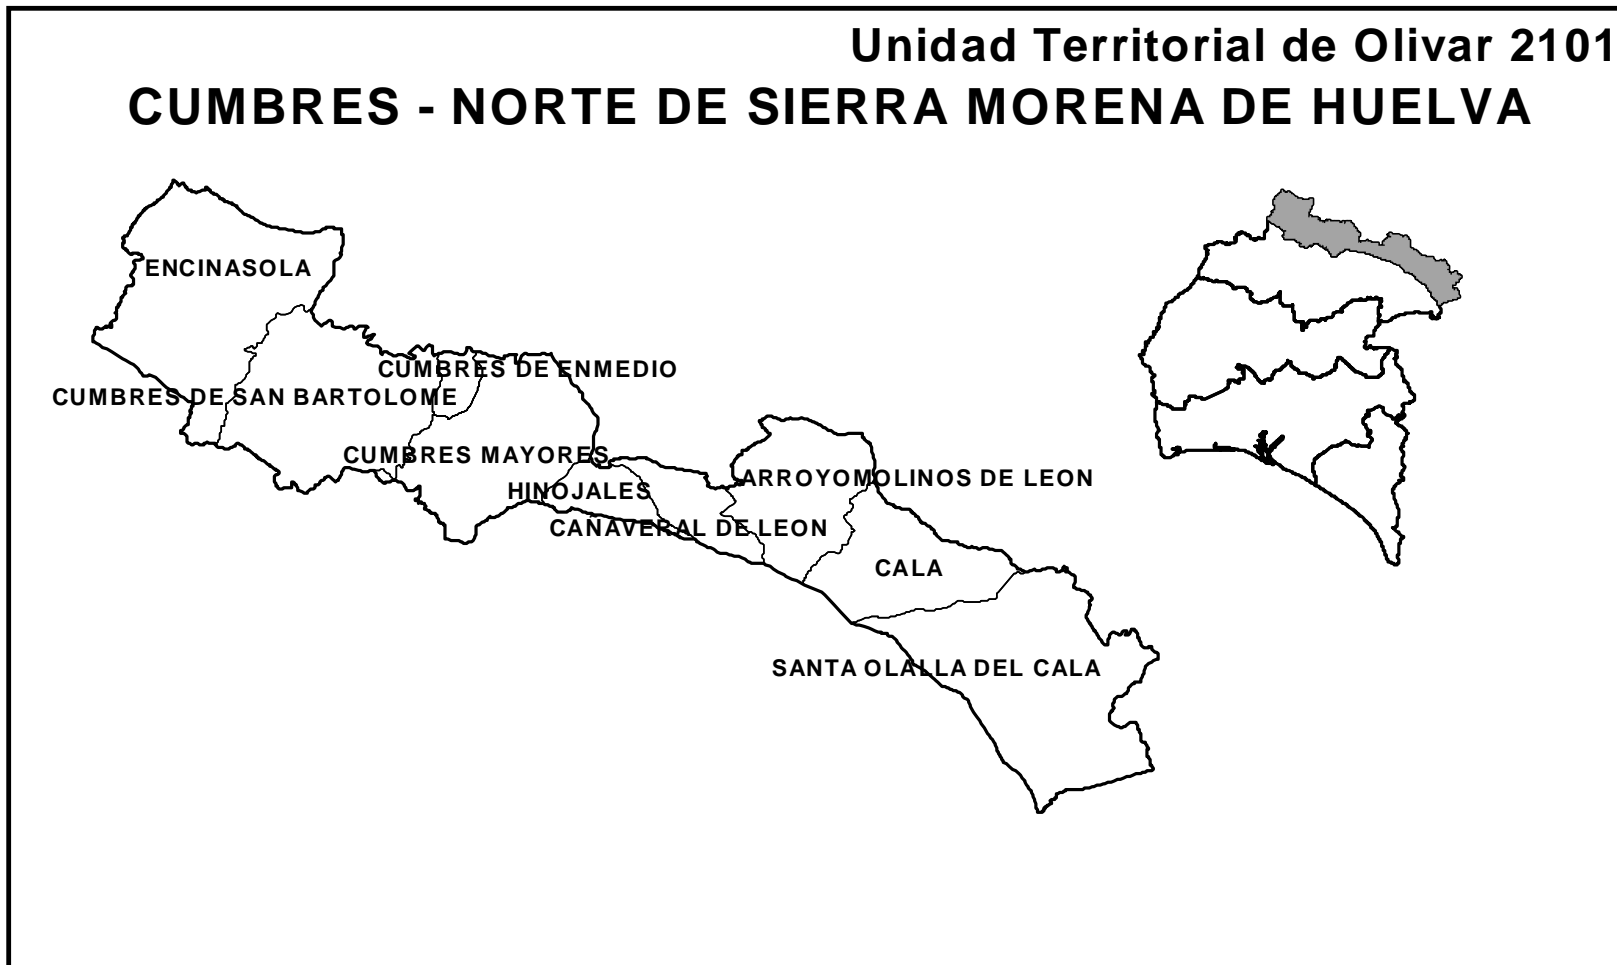 Unidad Territorial de Olivar 2101
CUMBRES - NORTE DE SIERRA MORENA DE HUELVA
ENCINASOLA
CUMBRES DE ENMEDIO
CUMBRES DE SAN BARTOLOME
CUMBRES MAYORES
ARROYOMOLINOS DE LEON
HINOJALES
CAÑAVERAL DE LEON
CALA
SANTA OLALLA DEL CALA